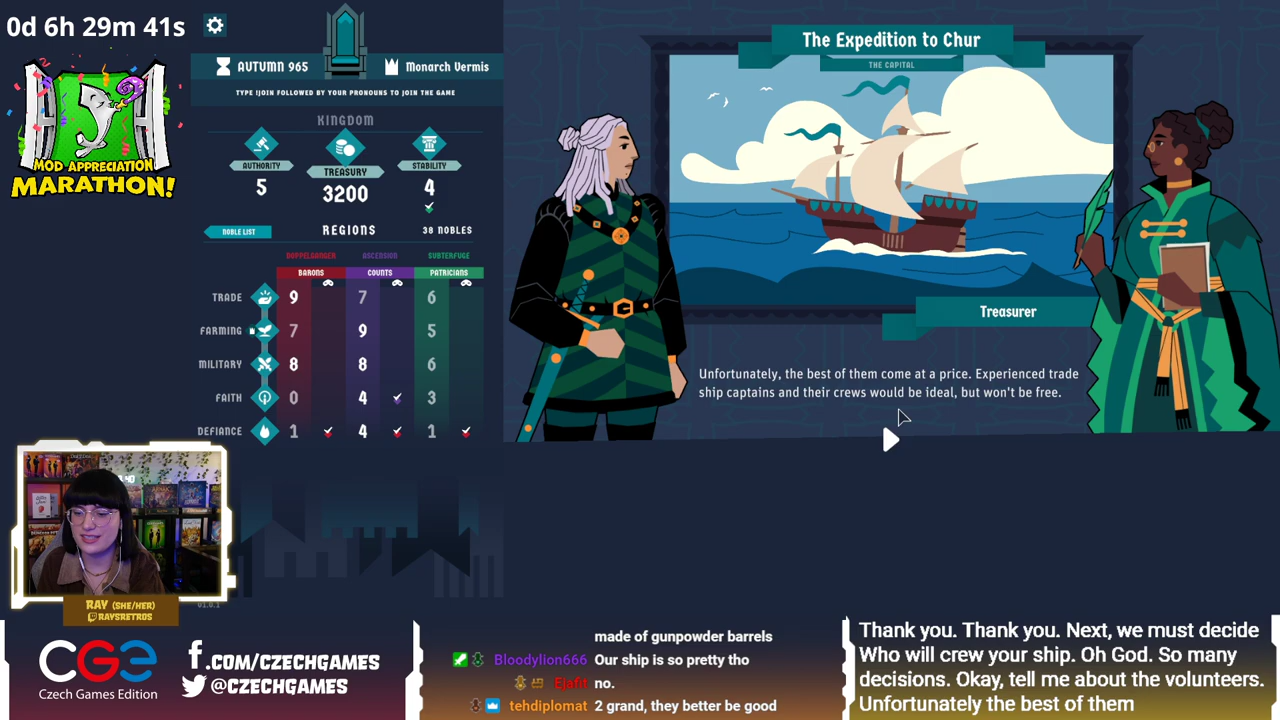 0d 6h 29m 41s
MOD APPRECIATION
MARATHON!
AUTUMN 965
Monarch Vermis
TYPE !JOIN FOLLOWED BY YOUR PRONOUNS TO JOIN THE GAME
KINGDOM
AUTHORITY
TREASURY
STABILITY
5
3200
4
NOBLE LIST
REGIONS
38 NOBLES
DOPPELGANGER
ASCENSION
SUBTERFUGE
BARONS
COUNTS
PATRICIANS
TRADE 9 7 6
FARMING 7 9 5
MILITARY 8 8 6
FAITH 0 4 3
DEFIANCE 1 4 1
The Expedition to Chur
THE CAPITAL
Treasurer
Unfortunately, the best of them come at a price. Experienced trade
ship captains and their crews would be ideal, but won't be free.
RAY (SHE/HER)
RAYSRETROS
V1.0.1
CGE
Czech Games Edition
f.COM/CZECHGAMES
@CZECHGAMES
made of gunpowder barrels
Bloodylion666 Our ship is so pretty tho
Ejafit no.
tehdiplomat 2 grand, they better be good
Thank you. Thank you. Next, we must decide
Who will crew your ship. Oh God. So many
decisions. Okay, tell me about the volunteers.
Unfortunately the best of them